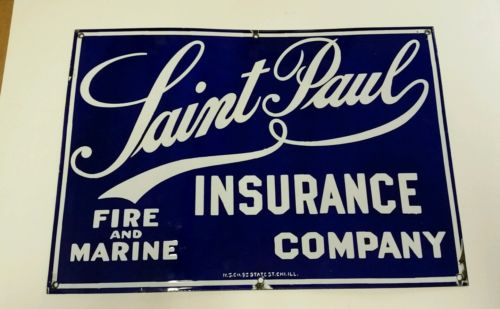 Saint Paul
FIRE
AND
MARINE
INSURANCE
COMPANY